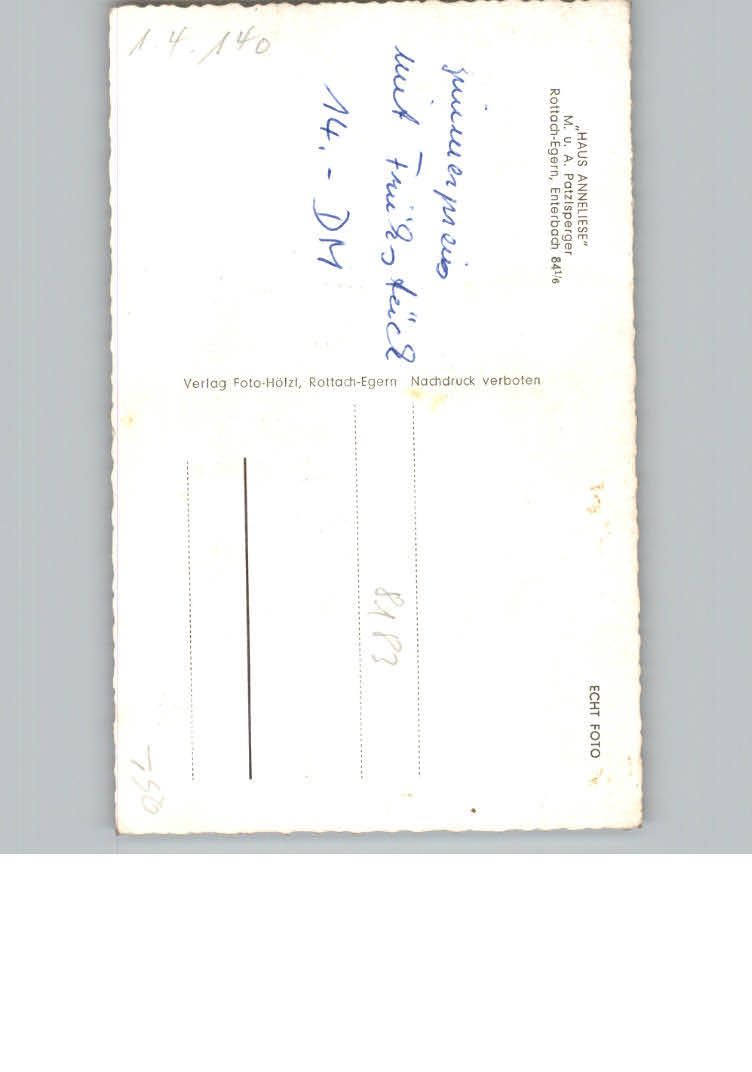 „HAUS ANNELIESE"
M. u. A. Patzlsperger
Rottach-Egern, Enterbach 84⅙
Zimmerpreis
mit Frühstück
14.- DM
1.4.140
Verlag Foto-Hölzl, Rottach-Egern Nachdruck verboten
ECHT FOTO
8183